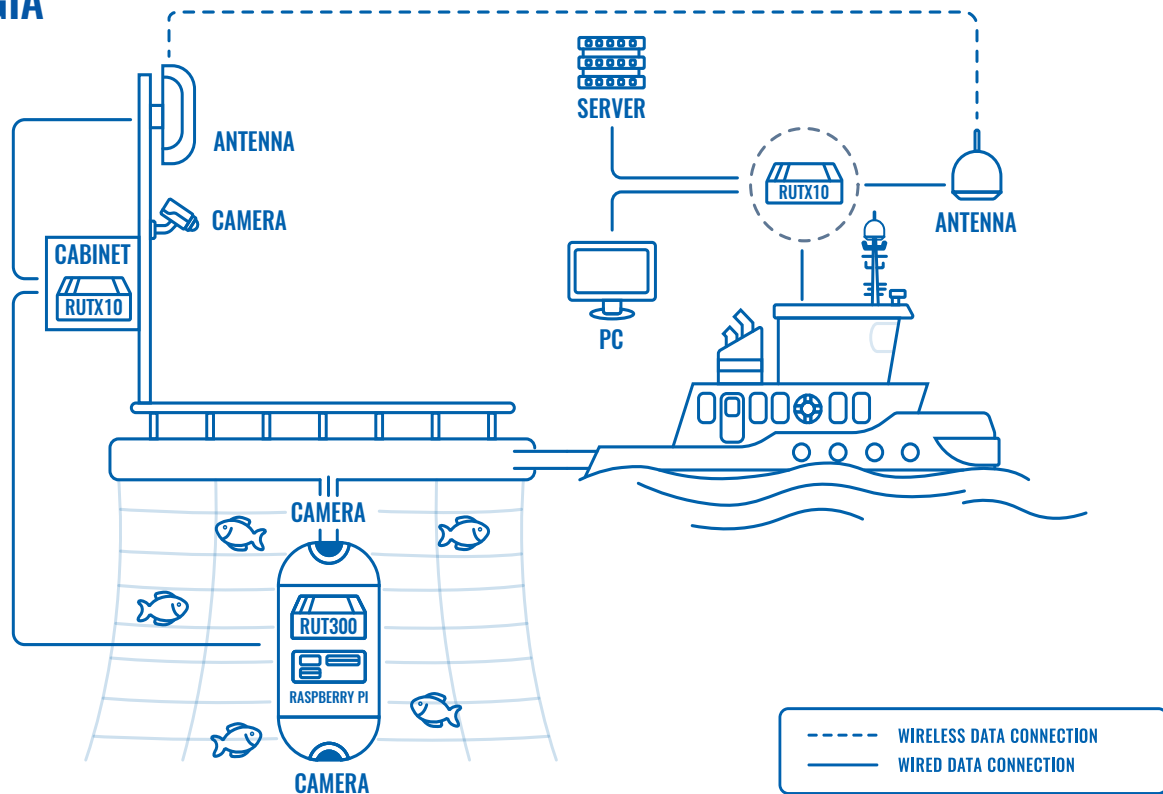 SERVER
ANTENNA
CAMERA
RUTX10
ANTENNA
CABINET
RUTX10
PC
CAMERA
RUT300
RASPBERRY PI
CAMERA
WIRELESS DATA CONNECTION
WIRED DATA CONNECTION